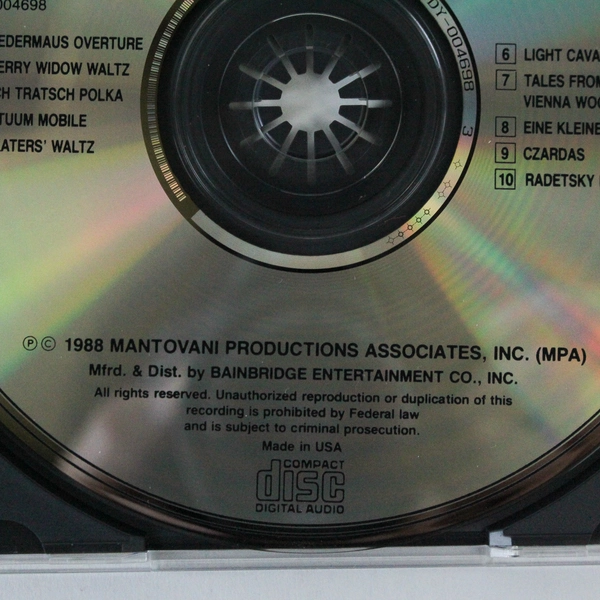 004698
EDERMAUS OVERTURE
ERRY WIDOW WALTZ
CH TRATSCH POLKA
TUUM MOBILE
ATERS' WALTZ
DY-004698 3
6 LIGHT CAVA
7 TALES FROM
VIENNA WOO
8 EINE KLEINE
9 CZARDAS
10 RADETSKY
Ⓟ © 1988 MANTOVANI PRODUCTIONS ASSOCIATES, INC. (MPA)
Mfrd. & Dist. by BAINBRIDGE ENTERTAINMENT CO., INC.
All rights reserved. Unauthorized reproduction or duplication of this
recording is prohibited by Federal law
and is subject to criminal prosecution.
Made in USA
COMPACT
disc
DIGITAL AUDIO